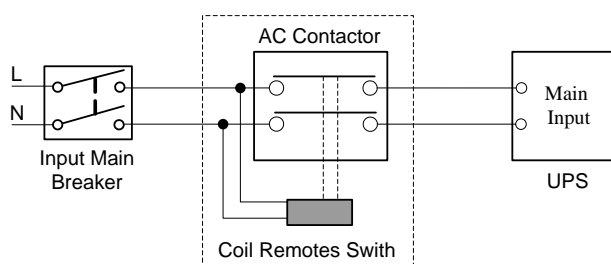 AC Contactor
L
N
Input Main
Breaker
Coil Remotes Swith
Main
Input
UPS